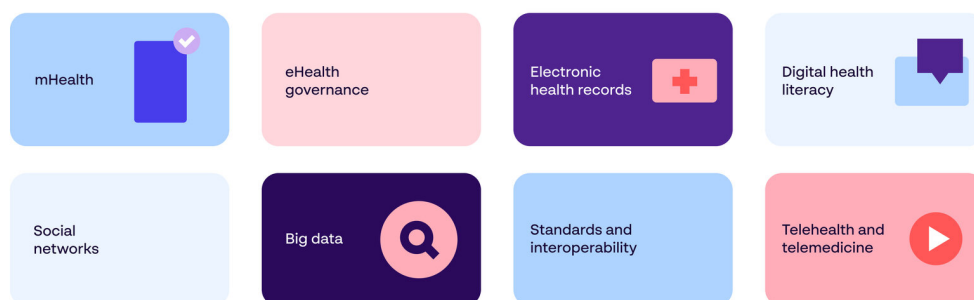 mHealth
eHealth
governance
Electronic
health records
Digital health
literacy
Social
networks
Big data
Standards and
interoperability
Telehealth and
telemedicine